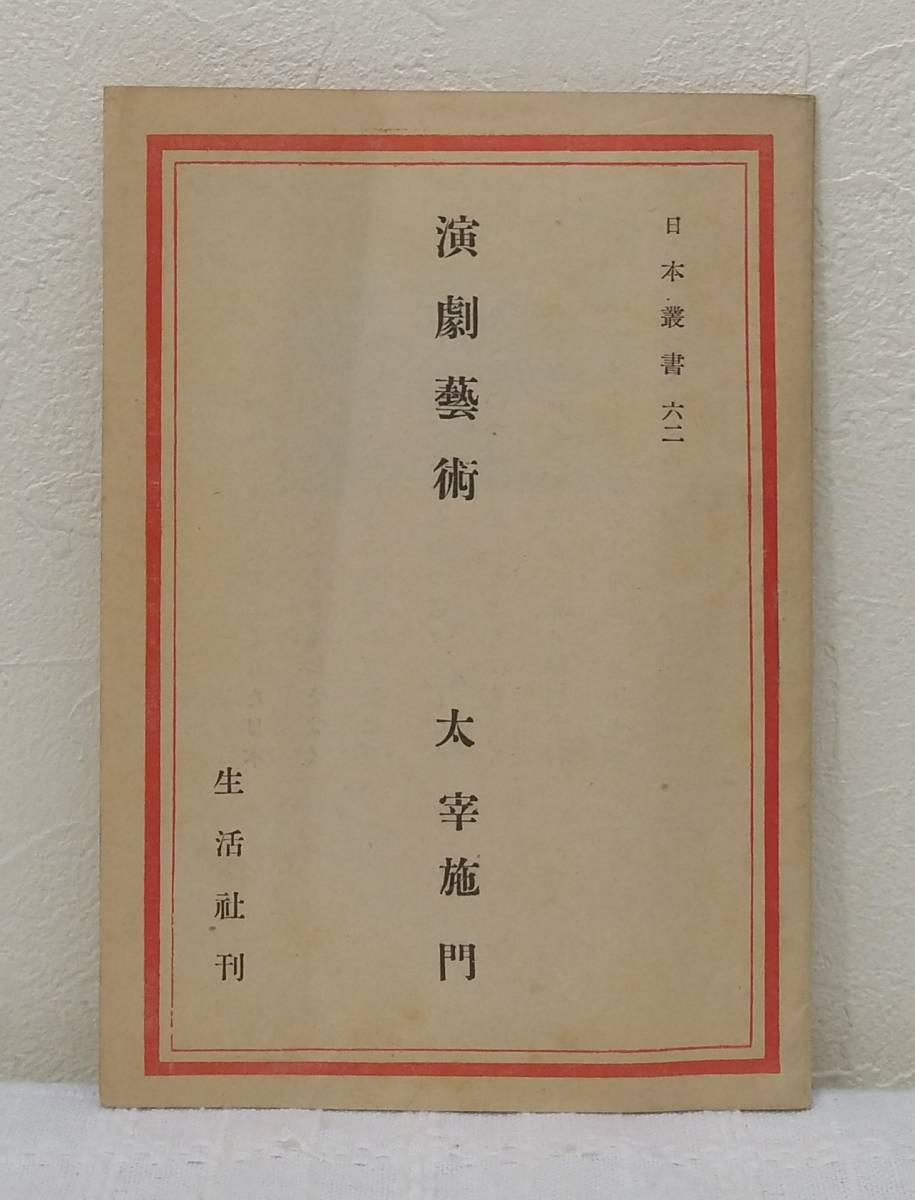 日本叢書 六二
演劇藝術 太宰施門
生活社刊